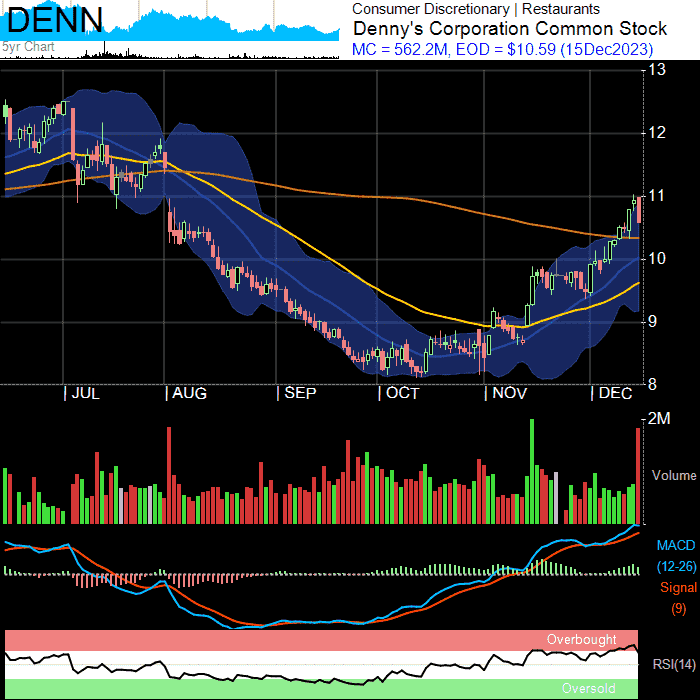 DENN
5yr Chart
Consumer Discretionary | Restaurants
Denny's Corporation Common Stock
MC = 562.2M, EOD = $10.59 (15Dec2023)
13
12
11
10
9
8
| JUL | AUG | SEP | OCT | NOV | DEC
2M
Volume
MACD
(12-26)
Signal
(9)
Overbought
RSI(14)
Oversold